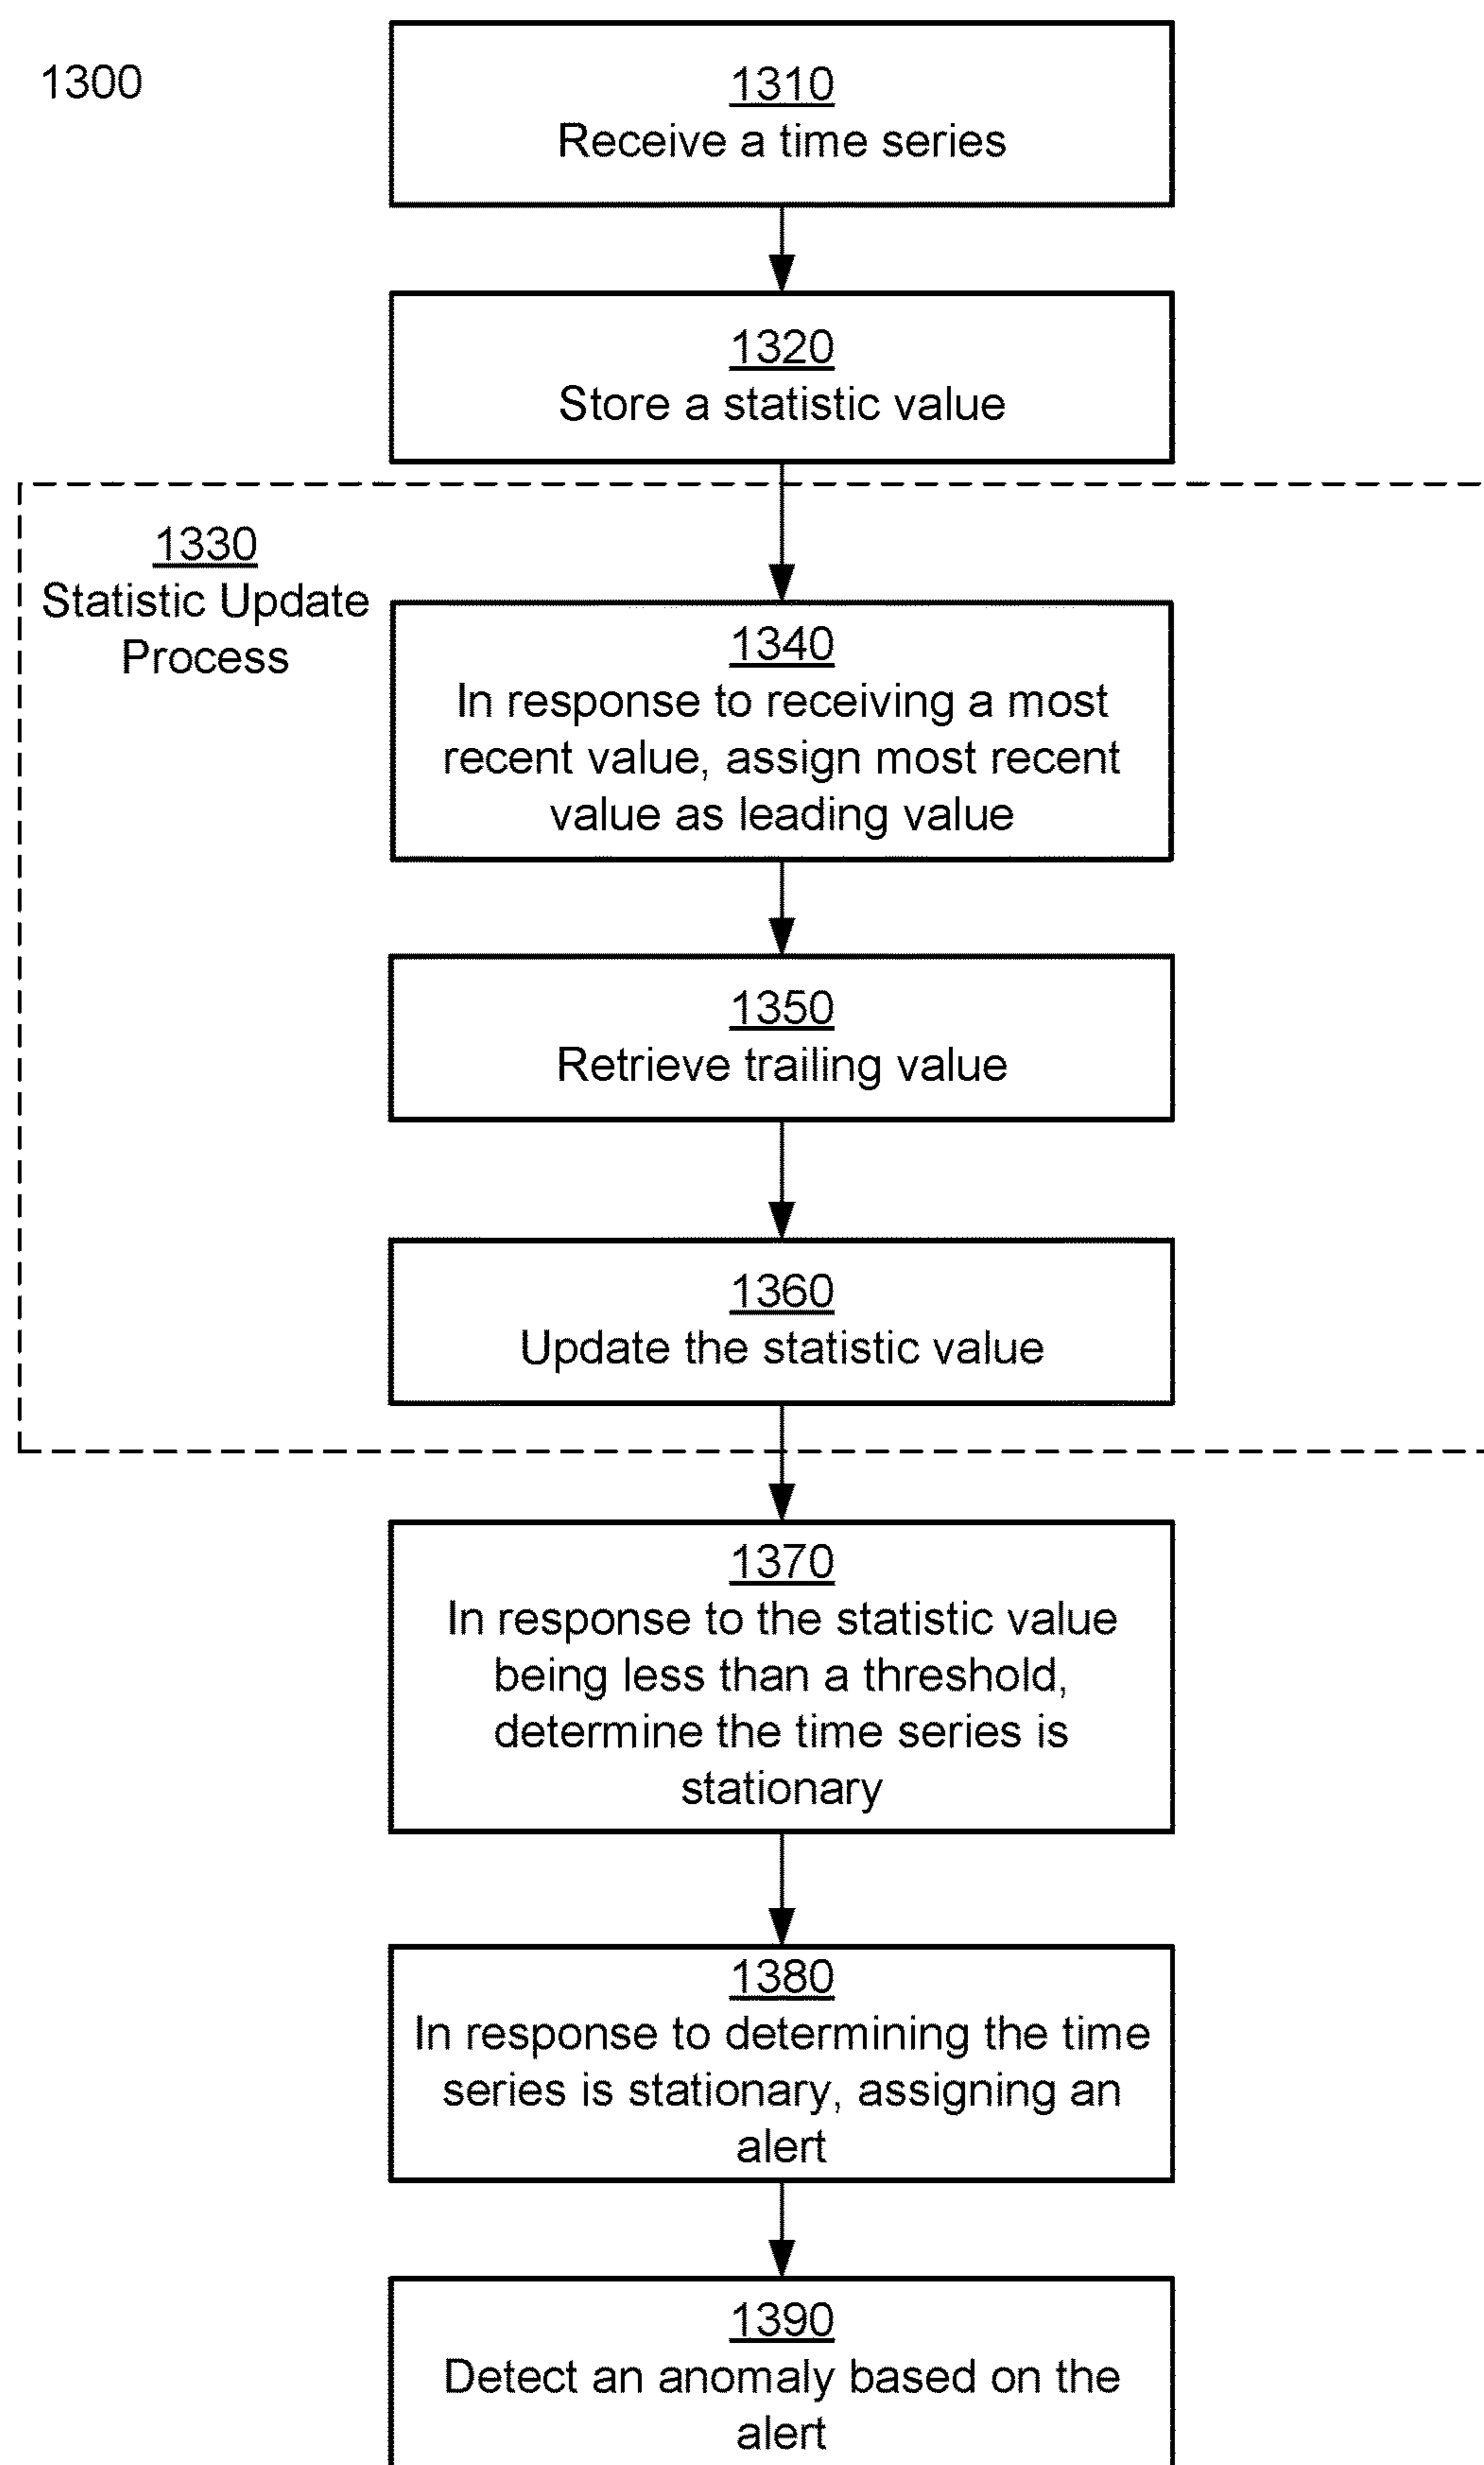 1300
1310
Receive a time series
1320
Store a statistic value
1330
Statistic Update
Process
1340
In response to receiving a most
recent value, assign most recent
value as leading value
1350
Retrieve trailing value
1360
Update the statistic value
1370
In response to the statistic value
being less than a threshold,
determine the time series is
stationary
1380
In response to determining the time
series is stationary, assigning an
alert
1390
Detect an anomaly based on the
alert